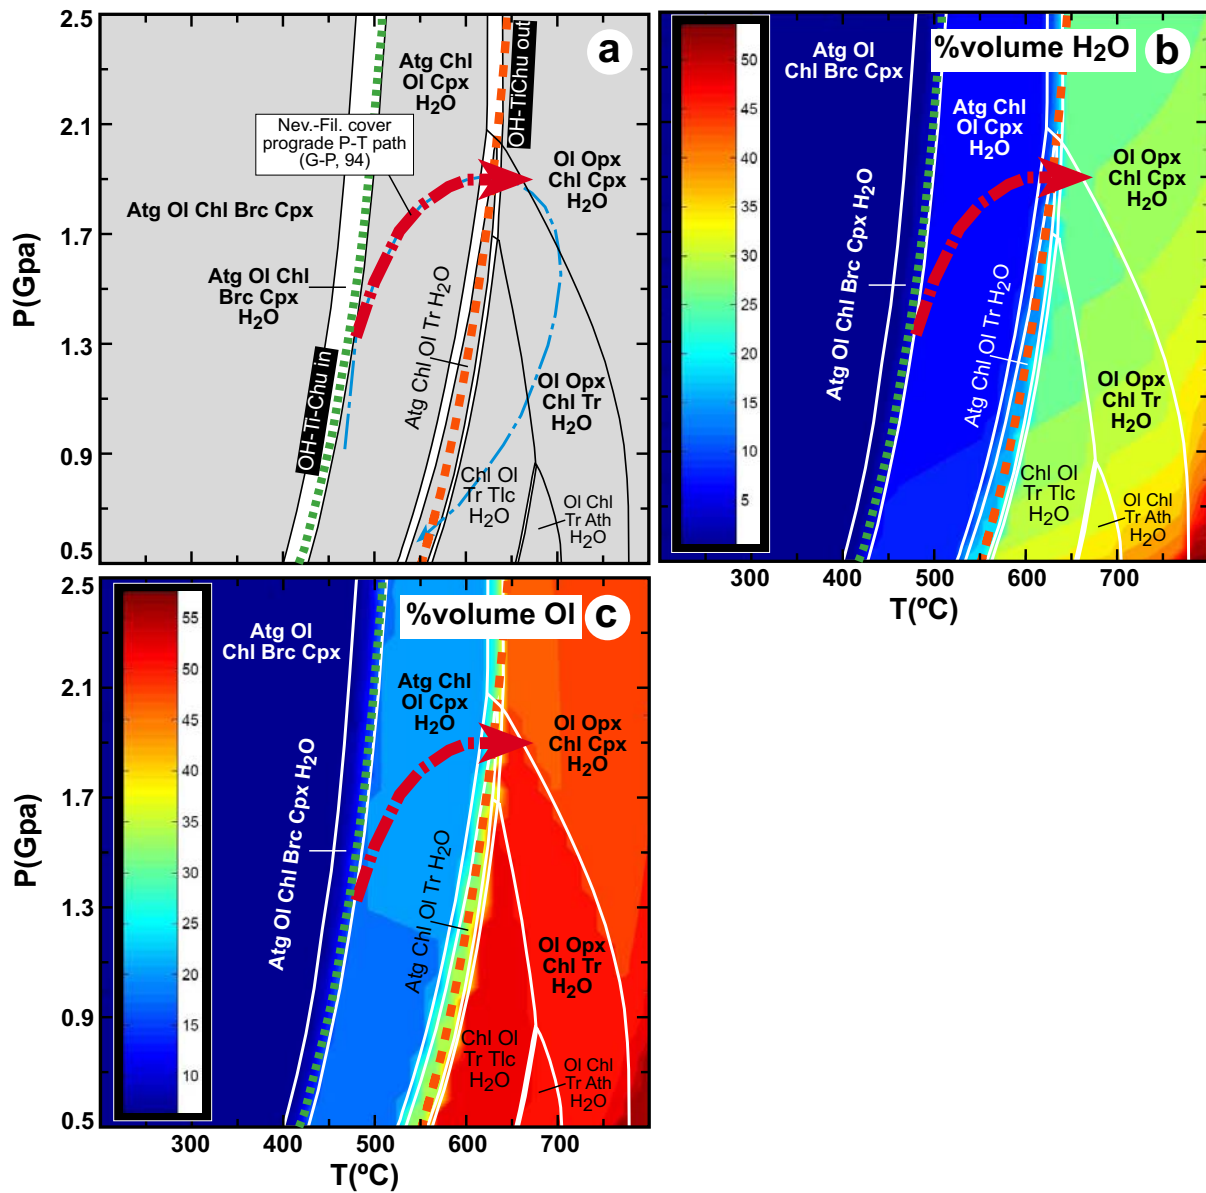 a
2.5
2.1
1.7
1.3
0.9
0.5
P(Gpa)
Atg Chl
Ol Cpx
H2O
OH-TiChu out
Nev.-Fil. cover
prograde P-T path
(G-P, 94)
Ol Opx
Chl Cpx
H2O
Atg Ol Chl Brc Cpx
Atg Ol Chl
Brc Cpx
H2O
OH-Ti-Chu in
Atg Chl Ol Tr H2O
Ol Opx
Chl Tr
H2O
Chl Ol
Tr Tlc
H2O
Ol Chl
Tr Ath
H2O
b
%volume H2O
50
45
40
35
30
25
20
15
10
5
Atg Ol
Chl Brc Cpx
Atg Chl
Ol Cpx
H2O
Ol Opx
Chl Cpx
H2O
Atg Ol Chl Brc Cpx H2O
Atg Chl Ol Tr H2O
Ol Opx
Chl Tr
H2O
Chl Ol
Tr Tlc
H2O
Ol Chl
Tr Ath
H2O
300 400 500 600 700
T(ºC)
c
%volume Ol
2.5
2.1
1.7
1.3
0.9
0.5
P(Gpa)
55
50
45
40
35
30
25
20
15
10
Atg Ol
Chl Brc Cpx
Atg Chl
Ol Cpx
H2O
Ol Opx
Chl Cpx
H2O
Atg Ol Chl Brc Cpx H2O
Atg Chl Ol Tr H2O
Ol Opx
Chl Tr
H2O
Chl Ol
Tr Tlc
H2O
Ol Chl
Tr Ath
H2O
300 400 500 600 700
T(ºC)